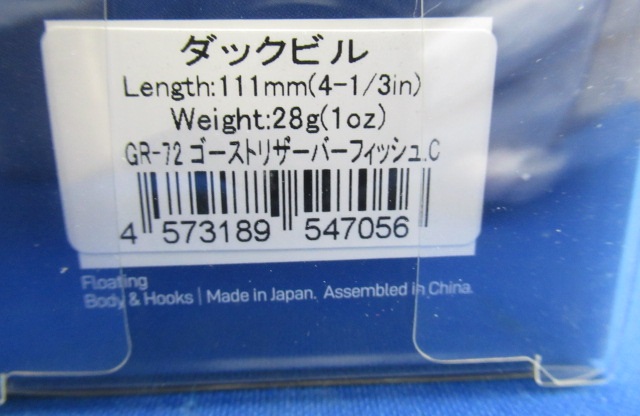 ダックビル
Length:111mm(4-1/3in)
Weight:28g(1oz)
GR-72 ゴーストリザーバーフィッシュ.C
4 573189 547056
Floating
Body & Hooks | Made in Japan. Assembled in China.